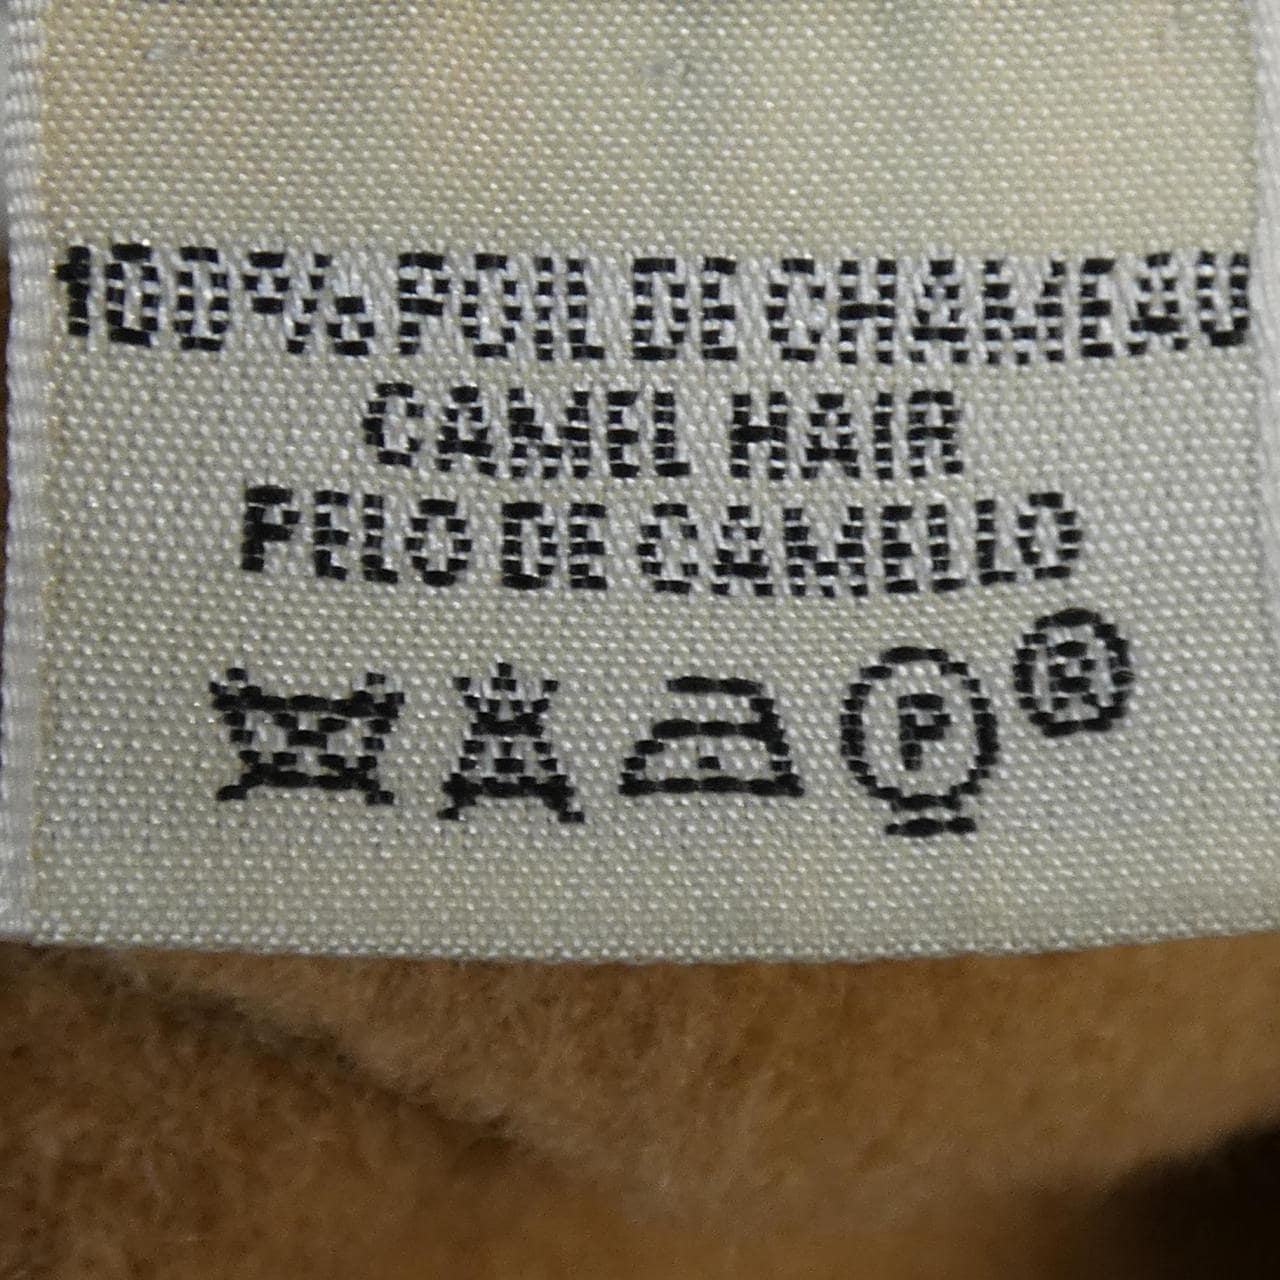 100% POIL DE CHAMEAU
CAMEL HAIR
PELO DE CAMELLO
P ®